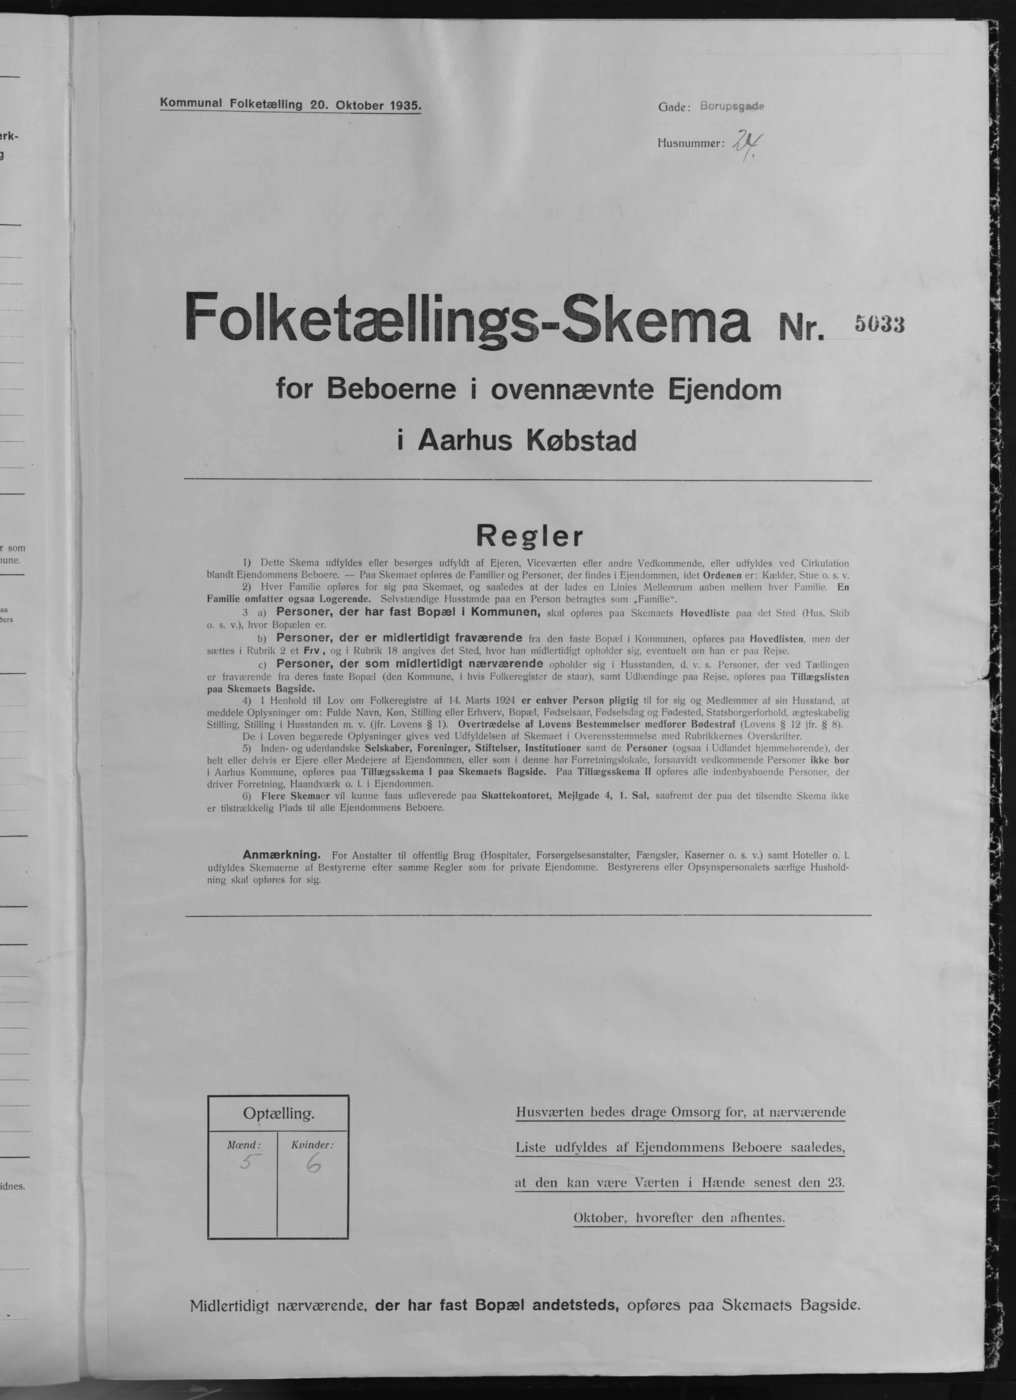 Kommunal Folketælling 20. Oktober 1935.
Gade: Borupsgade
Husnummer: 24.
Folketællings-Skema Nr. 5033
for Beboerne i ovennævnte Ejendom
i Aarhus Købstad
Regler
1) Dette Skema udfyldes eller besørges udfyldt af Ejeren, Viceværten eller andre Vedkommende, eller udfyldes ved Cirkulation
blandt Ejendommens Beboere. — Paa Skemaet opføres de Familier og Personer, der findes i Ejendommen, idet Ordenen er: Kælder, Stue o. s. v.
2) Hver Familie opføres for sig paa Skemaet, og saaledes at der lades en Linies Mellemrum aaben mellem hver Familie. En
Familie omfatter ogsaa Logerende. Selvstændige Husstande paa en Person betragtes som „Familie“.
3 a) Personer, der har fast Bopæl i Kommunen, skal opføres paa Skemaets Hovedliste paa det Sted (Hus, Skib
o. s. v.), hvor Bopælen er.
b) Personer, der er midlertidigt fraværende fra den faste Bopæl i Kommunen, opføres paa Hovedlisten, men der
sættes i Rubrik 2 et Frv., og i Rubrik 18 angives det Sted, hvor han midlertidigt opholder sig, eventuelt om han er paa Rejse.
c) Personer, der som midlertidigt nærværende opholder sig i Husstanden, d. v. s. Personer, der ved Tællingen
er fraværende fra deres faste Bopæl (den Kommune, i hvis Folkeregister de staar), samt Udlændinge paa Rejse, opføres paa Tillægslisten
paa Skemaets Bagside.
4) I Henhold til Lov om Folkeregistre af 14. Marts 1924 er enhver Person pligtig til for sig og Medlemmer af sin Husstand, at
meddele Oplysninger om: Fulde Navn, Køn, Stilling eller Erhverv, Bopæl, Fødselsaar, Fødselsdag og Fødested, Statsborgerforhold, ægteskabelig
Stilling, Stilling i Husstanden m. v. (jfr. Lovens § 1). Overtrædelse af Lovens Bestemmelser medfører Bødestraf (Lovens § 12 jfr. § 8).
De i Loven begærede Oplysninger gives ved Udfyldelsen af Skemaet i Overensstemmelse med Rubrikkernes Overskrifter.
5) Inden- og udenlandske Selskaber, Foreninger, Stiftelser, Institutioner samt de Personer (ogsaa i Udlandet hjemmehørende), der
helt eller delvis er Ejere eller Medejere af Ejendommen, eller som i denne har Forretningslokale, forsaavidt vedkommende Personer ikke bor
i Aarhus Kommune, opføres paa Tillægsskema I paa Skemaets Bagside. Paa Tillægsskema II opføres alle indenbysboende Personer, der
driver Forretning, Haandværk o. l. i Ejendommen.
6) Flere Skemaer vil kunne faas udleverede paa Skattekontoret, Mejlgade 4, 1. Sal, saafremt der paa det tilsendte Skema ikke
er tilstrækkelig Plads til alle Ejendommens Beboere.
Anmærkning. For Anstalter til offentlig Brug (Hospitaler, Forsørgelsesanstalter, Fængsler, Kaserner o. s. v.) samt Hoteller o. l.
udfyldes Skemaerne af Bestyrerne efter samme Regler som for private Ejendomme. Bestyrerens eller Opsynspersonalets særlige Hushold-
ning skal opføres for sig.
Optælling.
Mænd: Kvinder:
5 6
Husværten bedes drage Omsorg for, at nærværende
Liste udfyldes af Ejendommens Beboere saaledes,
at den kan være Værten i Hænde senest den 23.
Oktober, hvorefter den afhentes.
Midlertidigt nærværende, der har fast Bopæl andetsteds, opføres paa Skemaets Bagside.